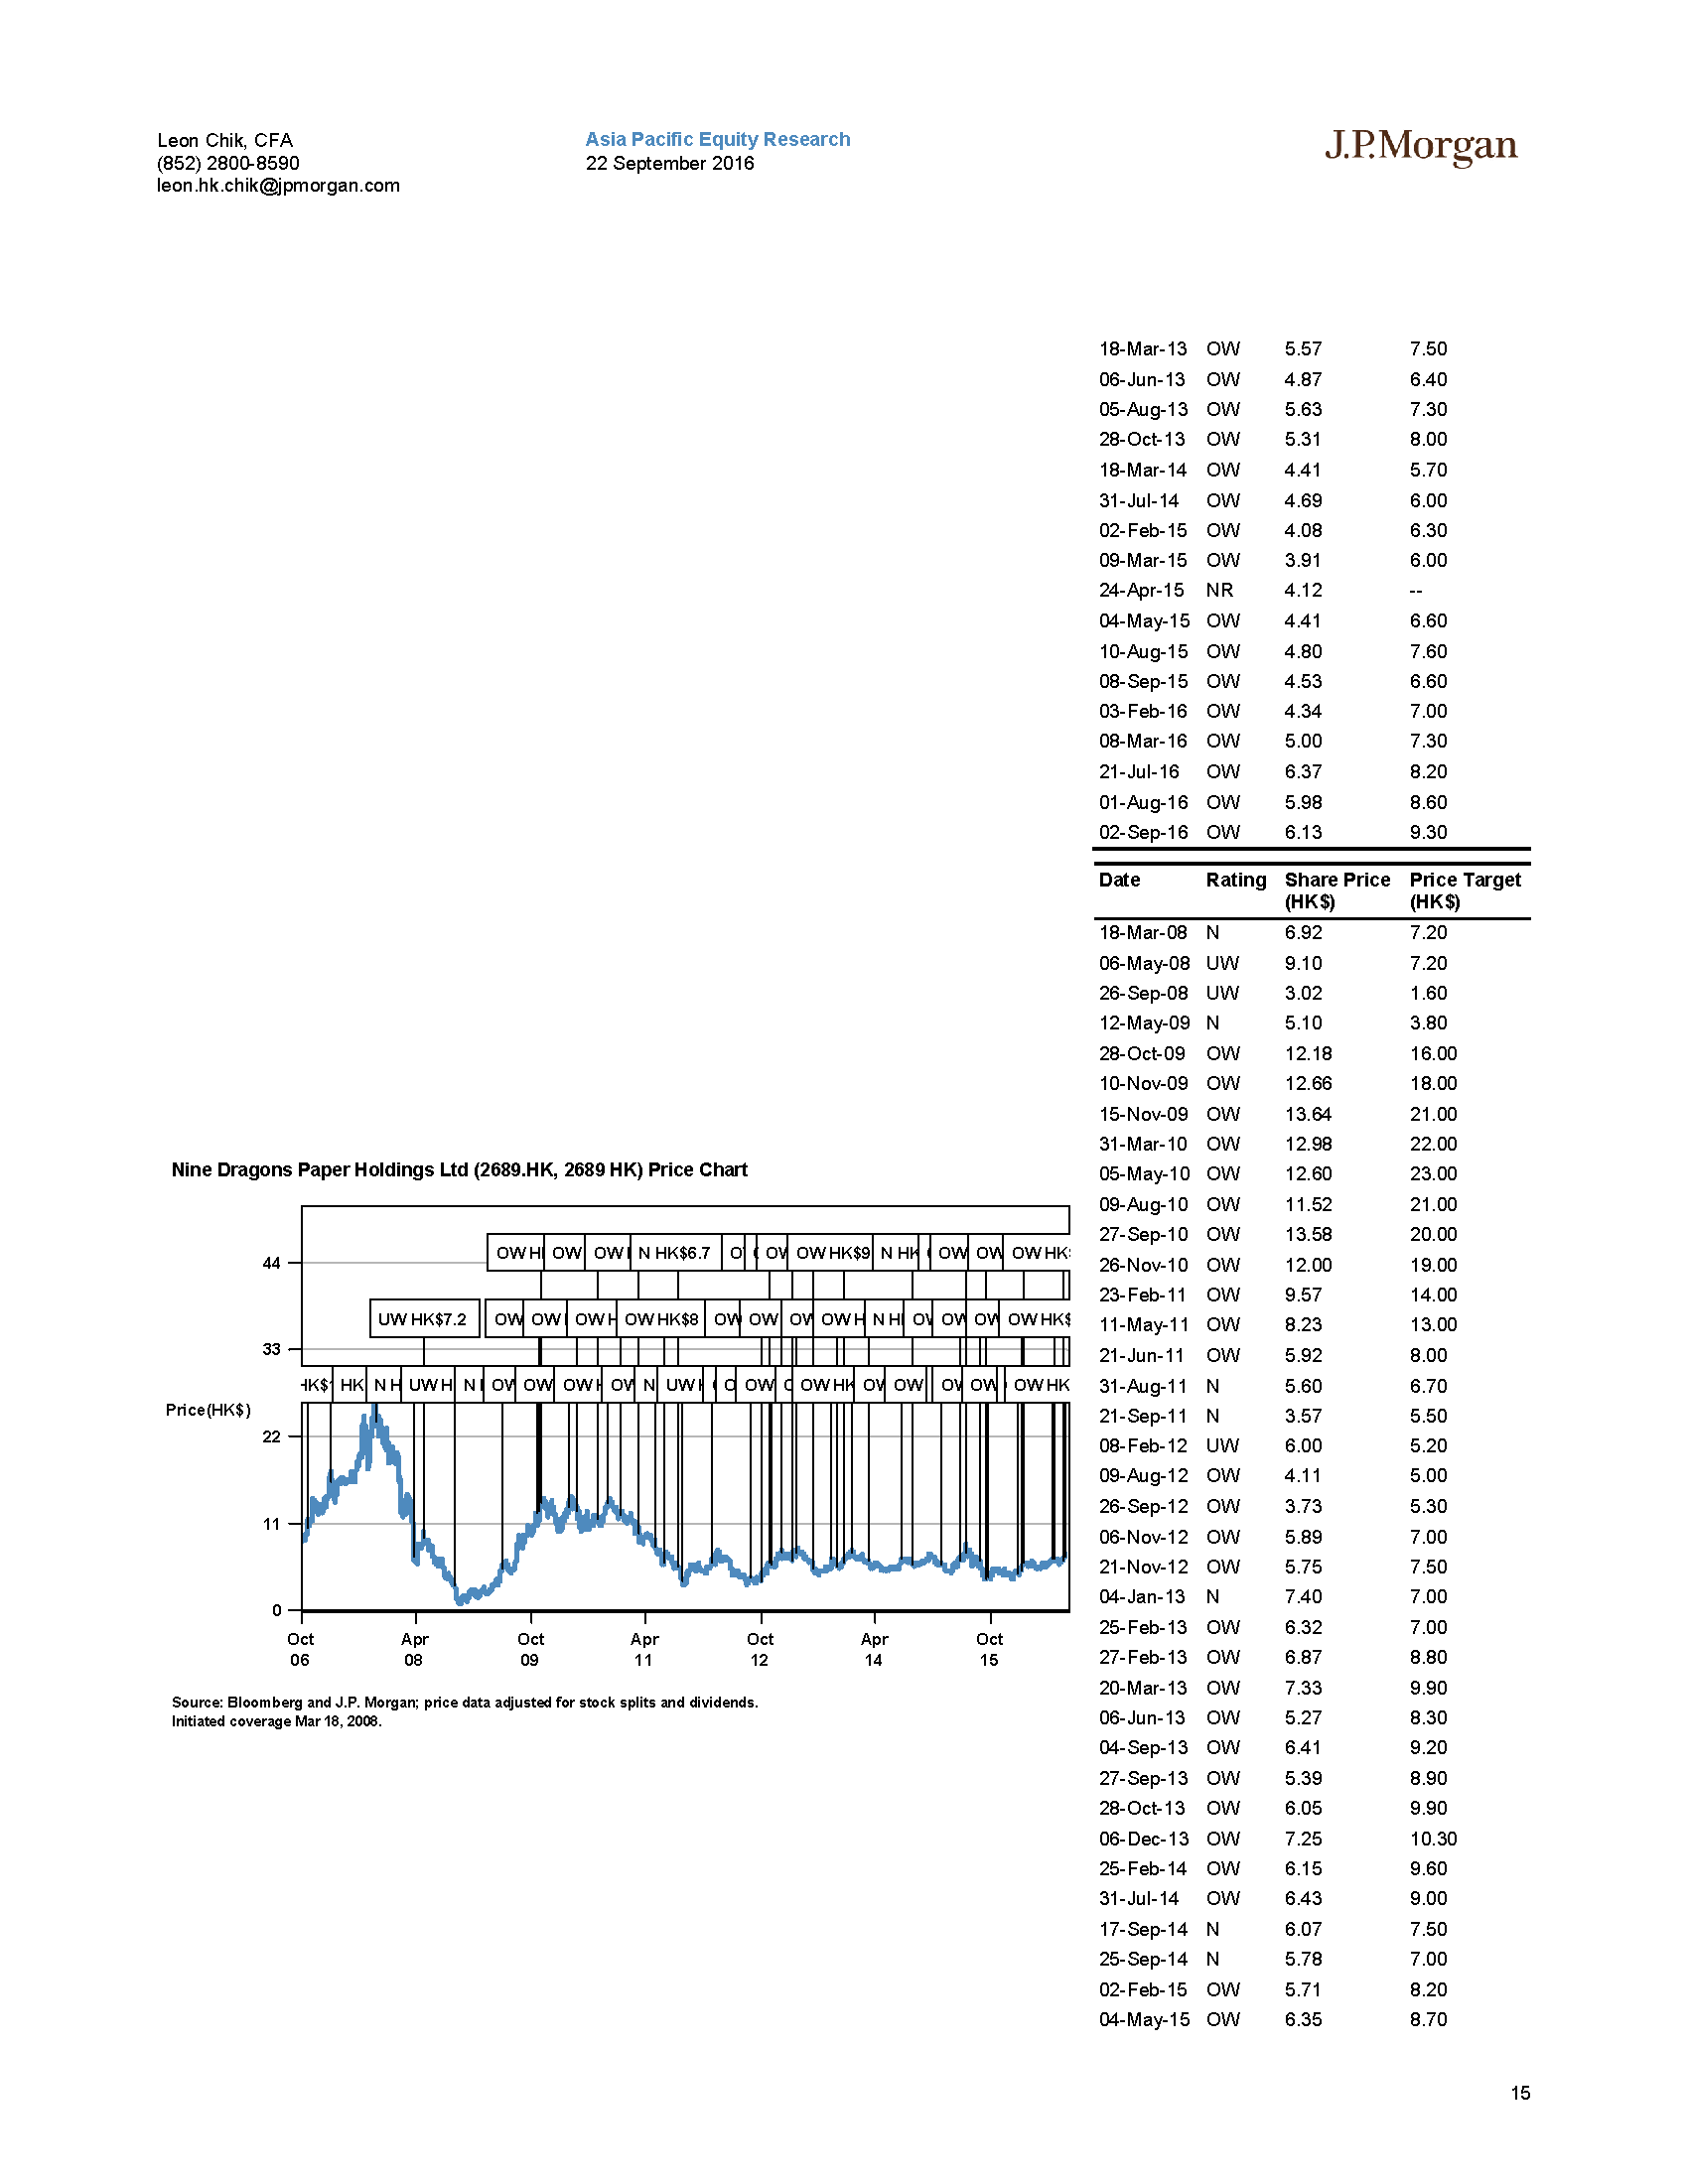 Leon Chik, CFA
(852) 2800-8590
leon.hk.chik@jpmorgan.com
Asia Pacific Equity Research
22 September 2016
J.P.Morgan
18-Mar-13 OW 5.57 7.50
06-Jun-13 OW 4.87 6.40
05-Aug-13 OW 5.63 7.30
28-Oct-13 OW 5.31 8.00
18-Mar-14 OW 4.41 5.70
31-Jul-14 OW 4.69 6.00
02-Feb-15 OW 4.08 6.30
09-Mar-15 OW 3.91 6.00
24-Apr-15 NR 4.12 --
04-May-15 OW 4.41 6.60
10-Aug-15 OW 4.80 7.60
08-Sep-15 OW 4.53 6.60
03-Feb-16 OW 4.34 7.00
08-Mar-16 OW 5.00 7.30
21-Jul-16 OW 6.37 8.20
01-Aug-16 OW 5.98 8.60
02-Sep-16 OW 6.13 9.30
Nine Dragons Paper Holdings Ltd (2689.HK, 2689 HK) Price Chart
44
OW OW OW N HK$6.7 OW HK$9 N HK OW OW OW HK
UW HK$7.2 OW OW OW H OW HK$8 OW OW OW OW H N H OW OW OW HK$
33
HK$ HK N H UW H N OW OW OW OW N UW OW OW HK OW OW OW OW OW HK
Price(HK$)
22
11
0
Oct 06
Apr 08
Oct 09
Apr 11
Oct 12
Apr 14
Oct 15
Source: Bloomberg and J.P. Morgan; price data adjusted for stock splits and dividends.
Initiated coverage Mar 18, 2008.
Date Rating Share Price (HK$) Price Target (HK$)
18-Mar-08 N 6.92 7.20
06-May-08 UW 9.10 7.20
26-Sep-08 UW 3.02 1.60
12-May-09 N 5.10 3.80
28-Oct-09 OW 12.18 16.00
10-Nov-09 OW 12.66 18.00
15-Nov-09 OW 13.64 21.00
31-Mar-10 OW 12.98 22.00
05-May-10 OW 12.60 23.00
09-Aug-10 OW 11.52 21.00
27-Sep-10 OW 13.58 20.00
26-Nov-10 OW 12.00 19.00
23-Feb-11 OW 9.57 14.00
11-May-11 OW 8.23 13.00
21-Jun-11 OW 5.92 8.00
31-Aug-11 N 5.60 6.70
21-Sep-11 N 3.57 5.50
08-Feb-12 UW 6.00 5.20
09-Aug-12 OW 4.11 5.00
26-Sep-12 OW 3.73 5.30
06-Nov-12 OW 5.89 7.00
21-Nov-12 OW 5.75 7.50
04-Jan-13 N 7.40 7.00
25-Feb-13 OW 6.32 7.00
27-Feb-13 OW 6.87 8.80
20-Mar-13 OW 7.33 9.90
06-Jun-13 OW 5.27 8.30
04-Sep-13 OW 6.41 9.20
27-Sep-13 OW 5.39 8.90
28-Oct-13 OW 6.05 9.90
06-Dec-13 OW 7.25 10.30
25-Feb-14 OW 6.15 9.60
31-Jul-14 OW 6.43 9.00
17-Sep-14 N 6.07 7.50
25-Sep-14 N 5.78 7.00
02-Feb-15 OW 5.71 8.20
04-May-15 OW 6.35 8.70
15